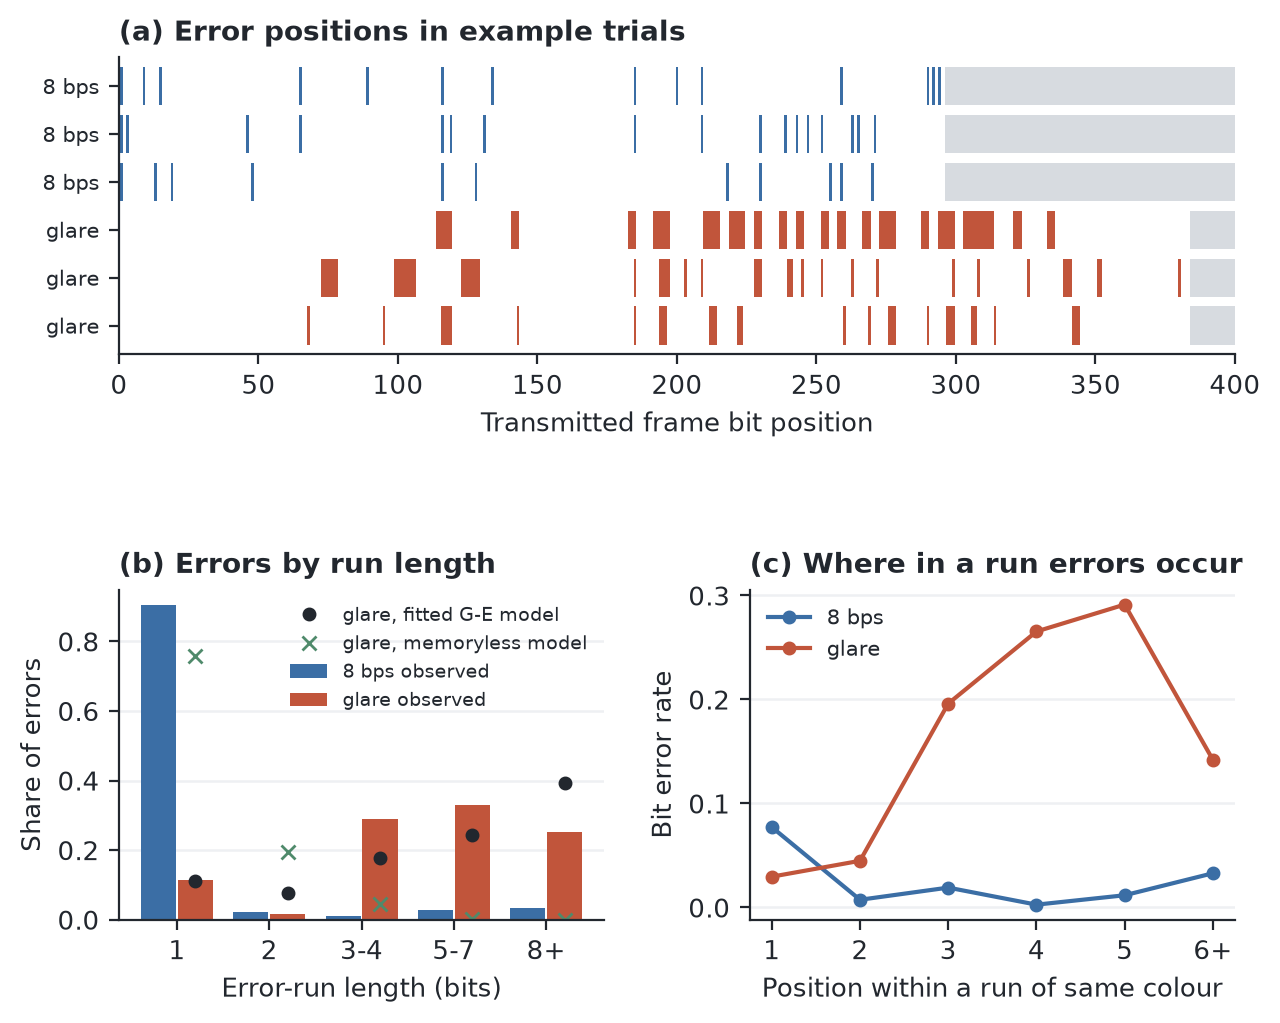 (a) Error positions in example trials
8 bps
8 bps
8 bps
glare
glare
glare
0 50 100 150 200 250 300 350 400
Transmitted frame bit position
(b) Errors by run length
glare, fitted G-E model
glare, memoryless model
8 bps observed
glare observed
0.8
0.6
0.4
0.2
0.0
Share of errors
1 2 3-4 5-7 8+
Error-run length (bits)
(c) Where in a run errors occur
8 bps
glare
0.3
0.2
0.1
0.0
Bit error rate
1 2 3 4 5 6+
Position within a run of same colour